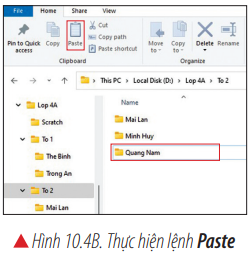 File Home Share View
Pin to Quick access
Copy
Paste
Cut
Copy path
Paste shortcut
Move to
Copy to
Delete
Rename
Clipboard
Organize
This PC > Local Disk (D:) > Lop 4A > To 2
Name
Lop 4A
Scratch
To 1
The Binh
Trong An
To 2
Mai Lan
Mai Lan
Minh Huy
Quang Nam
▲ Hình 10.4B. Thực hiện lệnh Paste